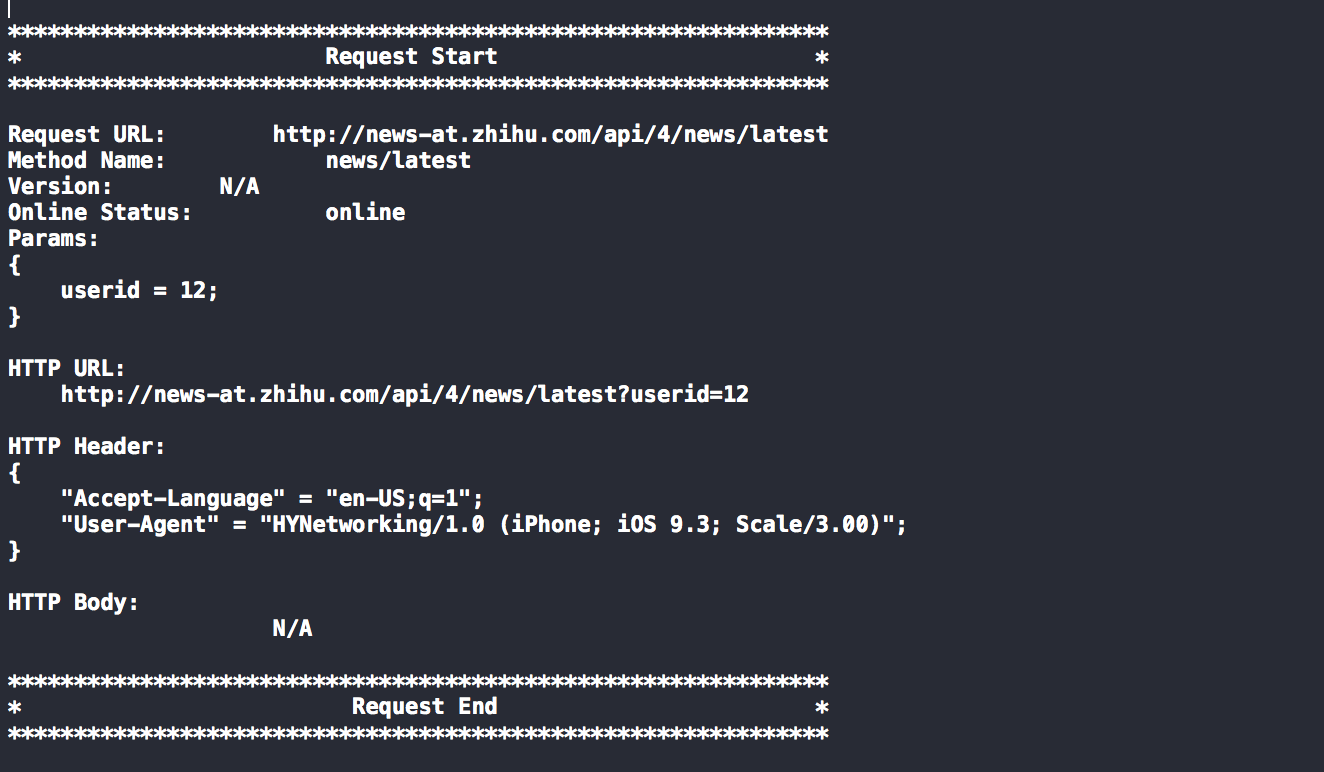 **************************************************************
*                       Request Start                        *
**************************************************************
Request URL:        http://news-at.zhihu.com/api/4/news/latest
Method Name:            news/latest
Version:        N/A
Online Status:          online
Params:
{
    userid = 12;
}
HTTP URL:
    http://news-at.zhihu.com/api/4/news/latest?userid=12
HTTP Header:
{
    "Accept-Language" = "en-US;q=1";
    "User-Agent" = "HYNetworking/1.0 (iPhone; iOS 9.3; Scale/3.00)";
}
HTTP Body:
                    N/A
**************************************************************
*                         Request End                        *
**************************************************************